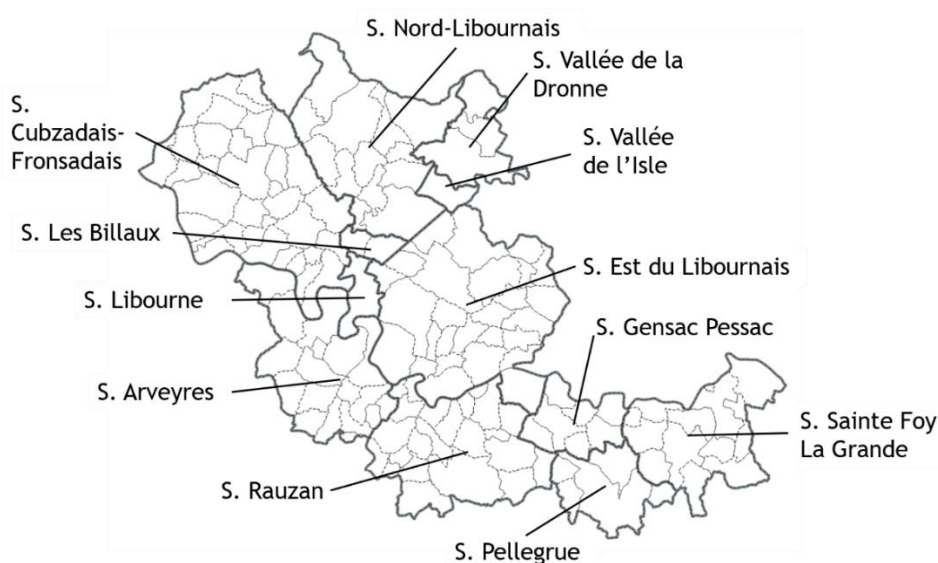 S. Nord-Libournais
S. Vallée de la
Dronne
S.
Cubzadais-
Fronsadais
S. Vallée
de l'Isle
S. Les Billaux
S. Est du Libournais
S. Libourne
S. Gensac Pessac
S. Arveyres
S. Sainte Foy
La Grande
S. Rauzan
S. Pellegrue